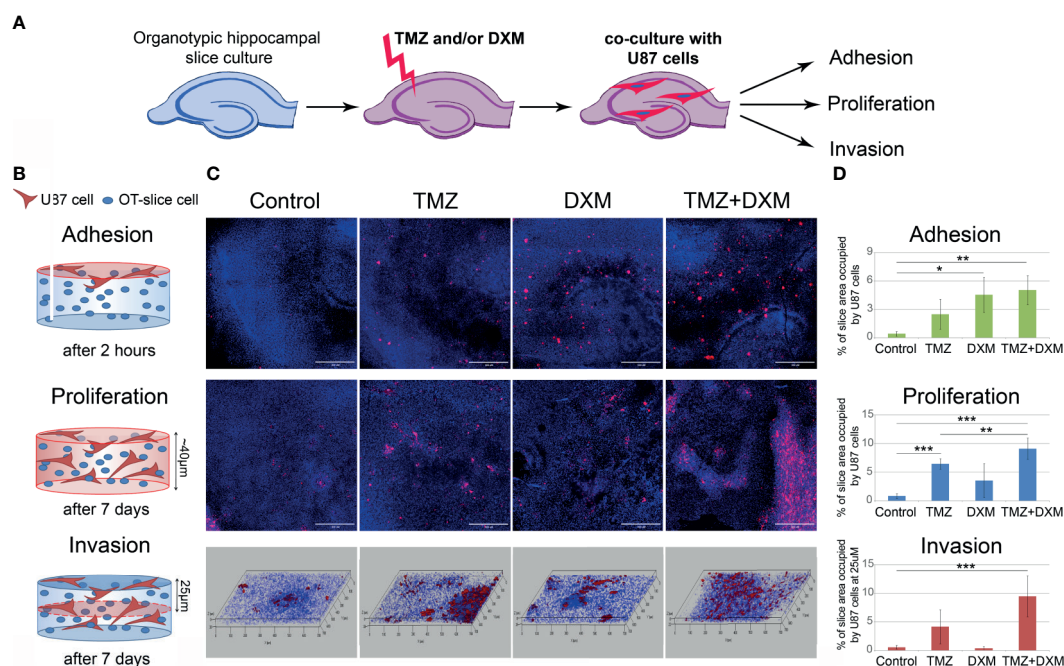 A
Organotypic hippocampal
slice culture
TMZ and/or DXM
co-culture with
U87 cells
Adhesion
Proliferation
Invasion
B
U87 cell
OT-slice cell
Adhesion
after 2 hours
Proliferation
~40µm
after 7 days
Invasion
25µm
after 7 days
C
Control
TMZ
DXM
TMZ+DXM
D
Adhesion
% of slice area occupied
by U87 cells
9
6
3
0
**
*
Control
TMZ
DXM
TMZ+DXM
Proliferation
% of slice area occupied
by U87 cells
15
10
5
0
***
**
***
Control
TMZ
DXM
TMZ+DXM
Invasion
% of slice area occupied
by U87 cells at 25uM
15
10
5
0
***
Control
TMZ
DXM
TMZ+DXM